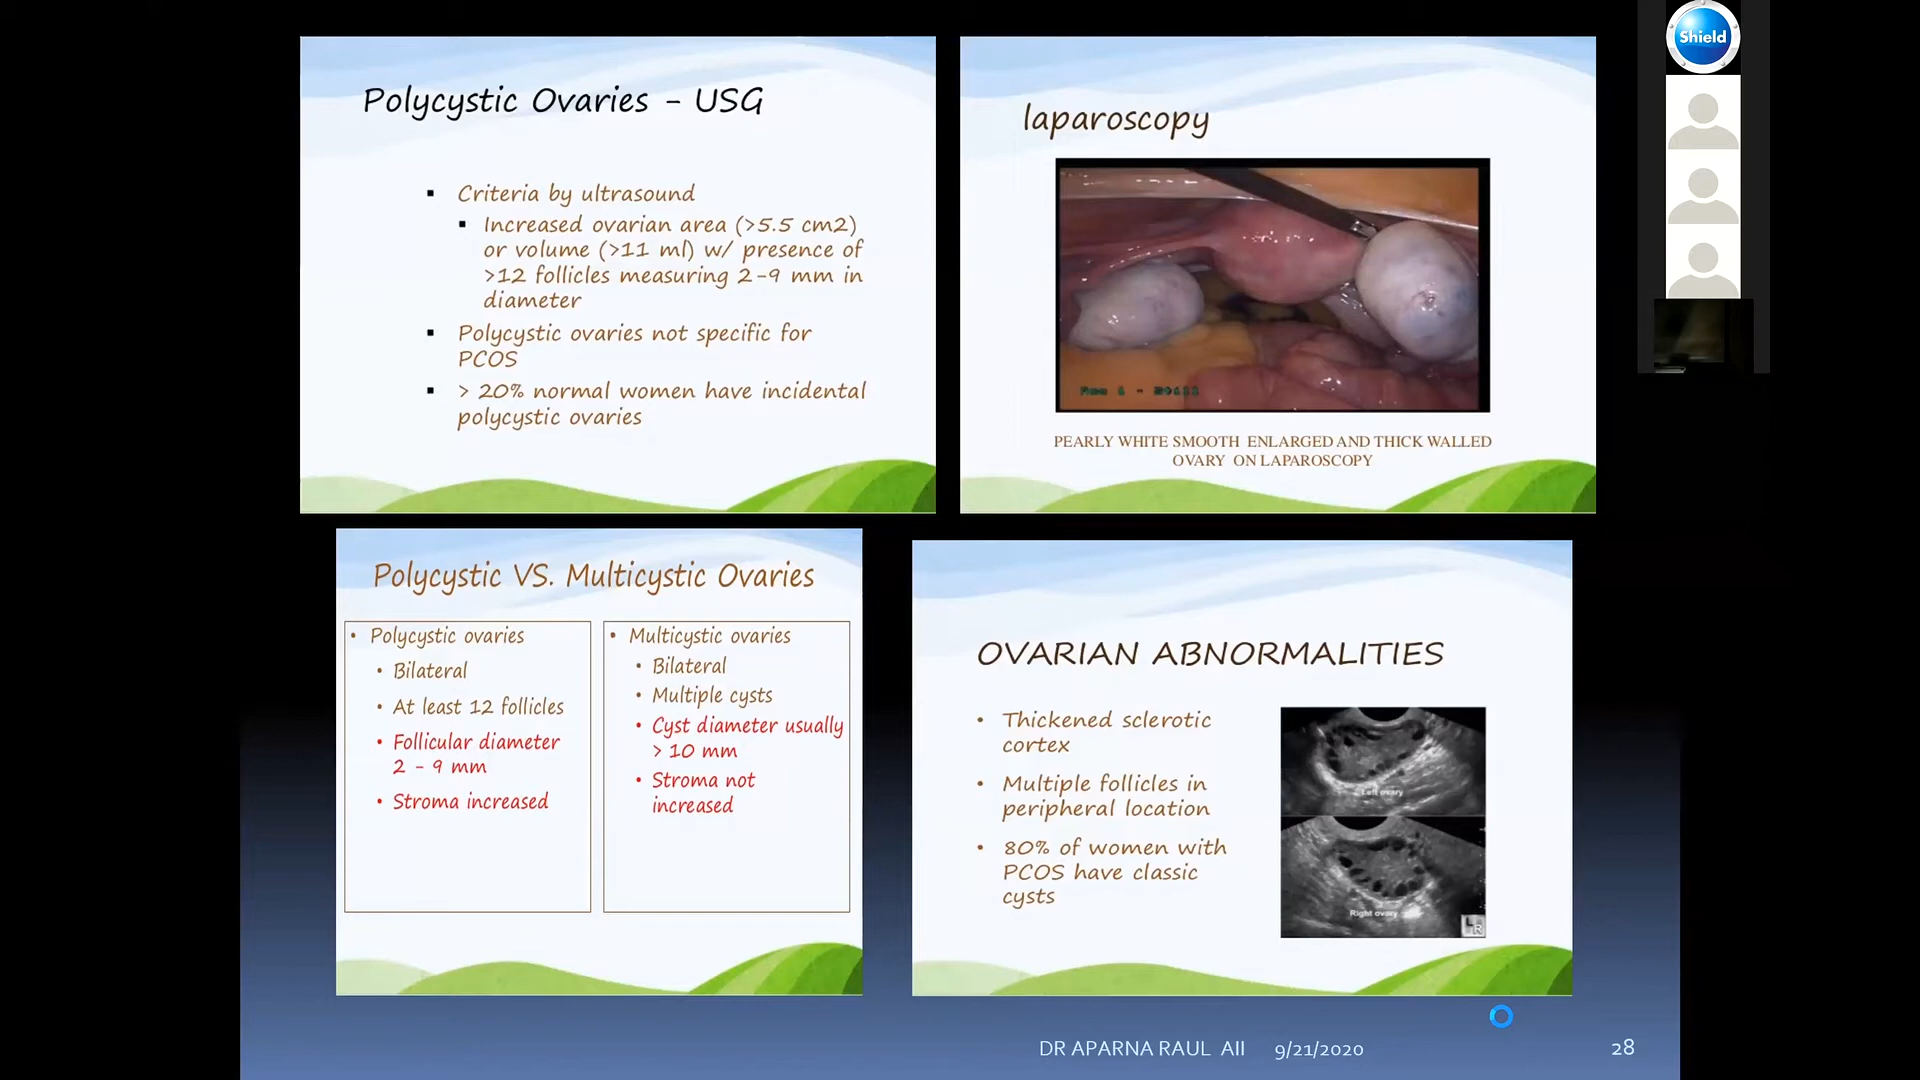 Shield
Polycystic Ovaries - USG
▪ Criteria by ultrasound
▪ Increased ovarian area (>5.5 cm2)
or volume (>11 ml) w/ presence of
>12 follicles measuring 2-9 mm in
diameter
▪ Polycystic ovaries not specific for
PCOS
▪ > 20% normal women have incidental
polycystic ovaries
laparoscopy
PEARLY WHITE SMOOTH ENLARGED AND THICK WALLED
OVARY ON LAPAROSCOPY
Polycystic VS. Multicystic Ovaries
• Polycystic ovaries
• Bilateral
• At least 12 follicles
• Follicular diameter
2 - 9 mm
• Stroma increased
• Multicystic ovaries
• Bilateral
• Multiple cysts
• Cyst diameter usually
> 10 mm
• Stroma not
increased
OVARIAN ABNORMALITIES
• Thickened sclerotic
cortex
• Multiple follicles in
peripheral location
• 80% of women with
PCOS have classic
cysts
Left ovary
Right ovary
DR APARNA RAUL AII 9/21/2020 28